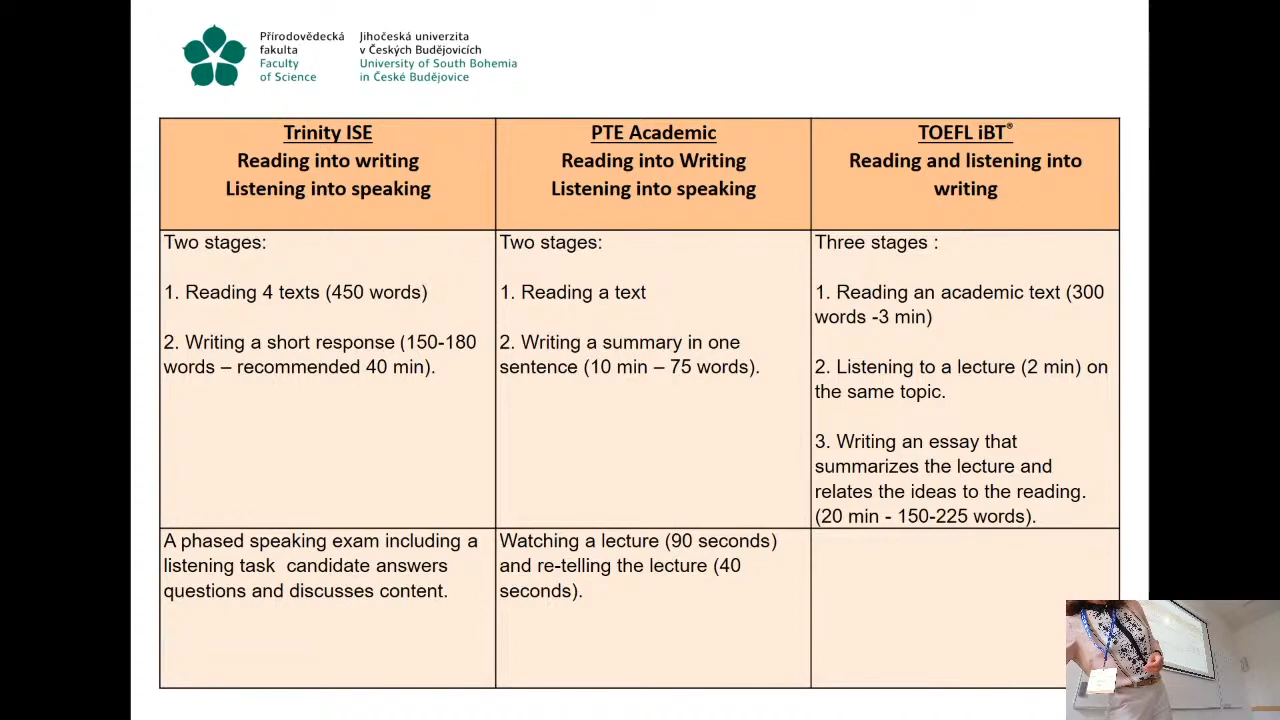 Přírodovědecká
fakulta
Faculty
of Science
Jihočeská univerzita
v Českých Budějovicích
University of South Bohemia
in České Budějovice
Trinity ISE
Reading into writing
Listening into speaking
PTE Academic
Reading into Writing
Listening into speaking
TOEFL iBT®
Reading and listening into
writing
Two stages:
1. Reading 4 texts (450 words)
2. Writing a short response (150-180
words – recommended 40 min).
Two stages:
1. Reading a text
2. Writing a summary in one
sentence (10 min – 75 words).
Three stages :
1. Reading an academic text (300
words -3 min)
2. Listening to a lecture (2 min) on
the same topic.
3. Writing an essay that
summarizes the lecture and
relates the ideas to the reading.
(20 min - 150-225 words).
A phased speaking exam including a
listening task candidate answers
questions and discusses content.
Watching a lecture (90 seconds)
and re-telling the lecture (40
seconds).